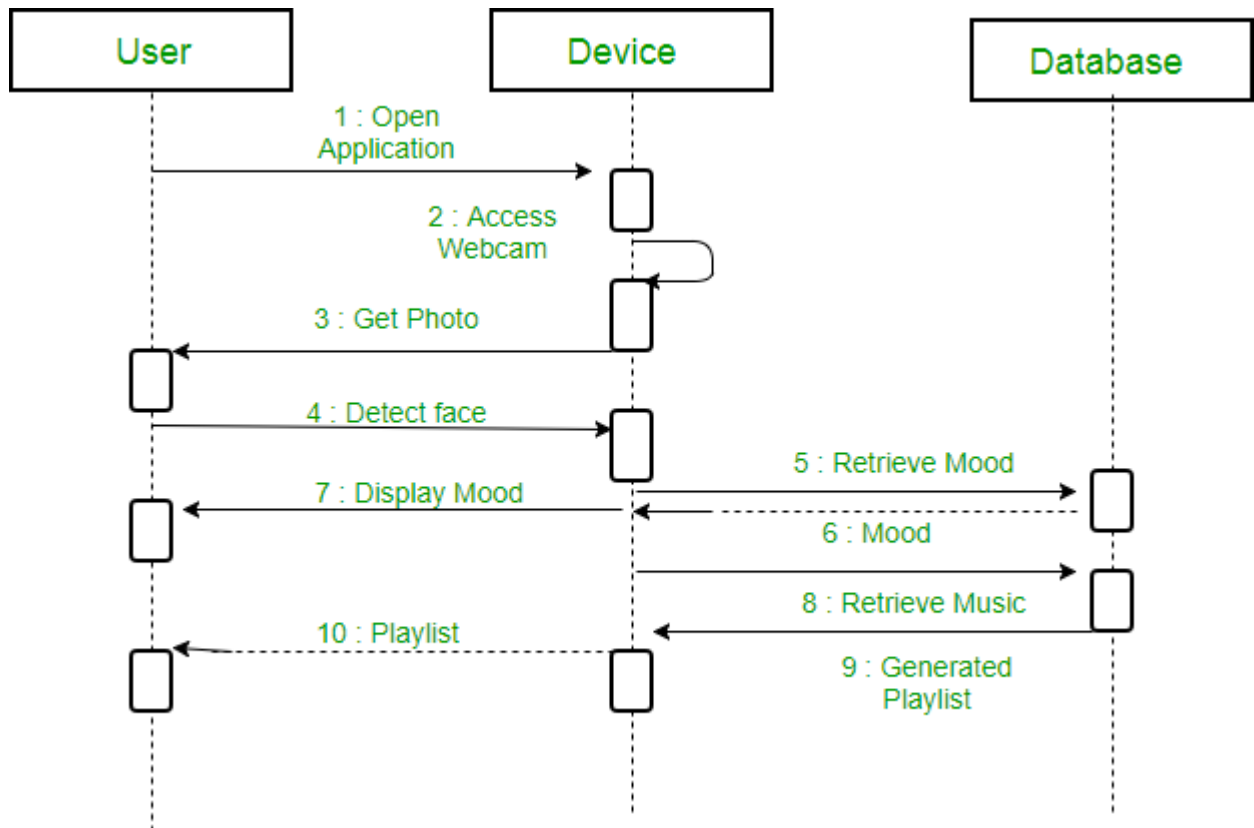 User
Device
Database
1 : Open
Application
2 : Access
Webcam
3 : Get Photo
4 : Detect face
5 : Retrieve Mood
7 : Display Mood
6 : Mood
8 : Retrieve Music
10 : Playlist
9 : Generated
Playlist